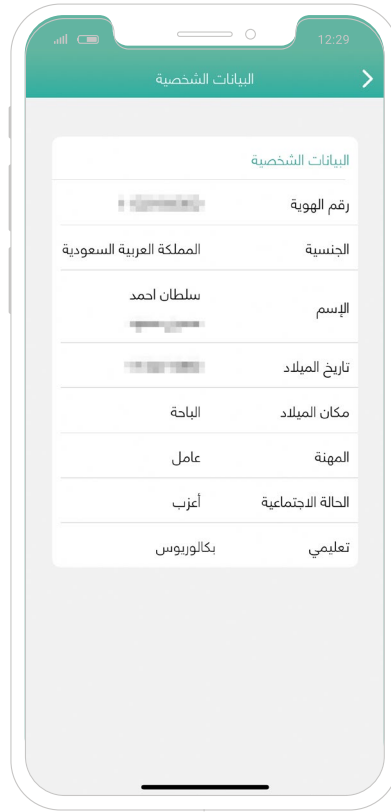 12:29
البيانات الشخصية
البيانات الشخصية
رقم الهوية
الجنسية المملكة العربية السعودية
الإسم سلطان احمد
تاريخ الميلاد
مكان الميلاد الباحة
المهنة عامل
الحالة الاجتماعية أعزب
تعليمي بكالوريوس